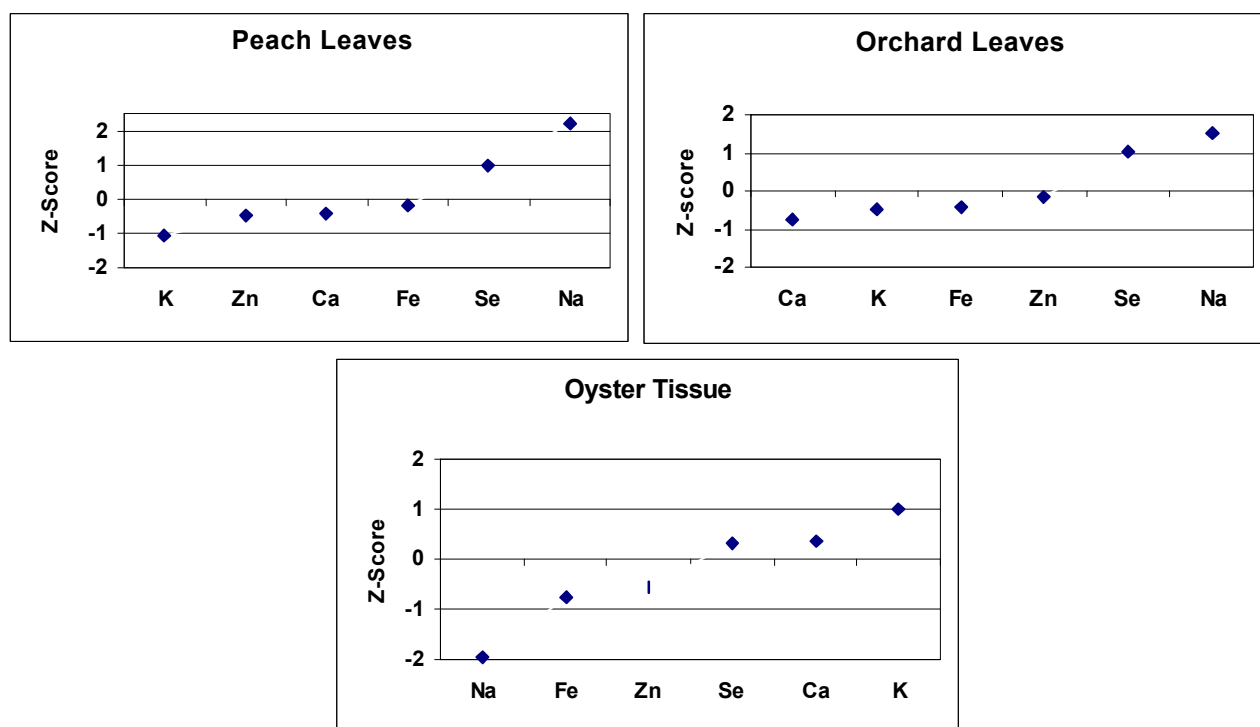 Peach Leaves
Z-Score
2
1
0
-1
-2
K Zn Ca Fe Se Na
Orchard Leaves
Z-score
2
1
0
-1
-2
Ca K Fe Zn Se Na
Oyster Tissue
Z-Score
2
1
0
-1
-2
Na Fe Zn Se Ca K